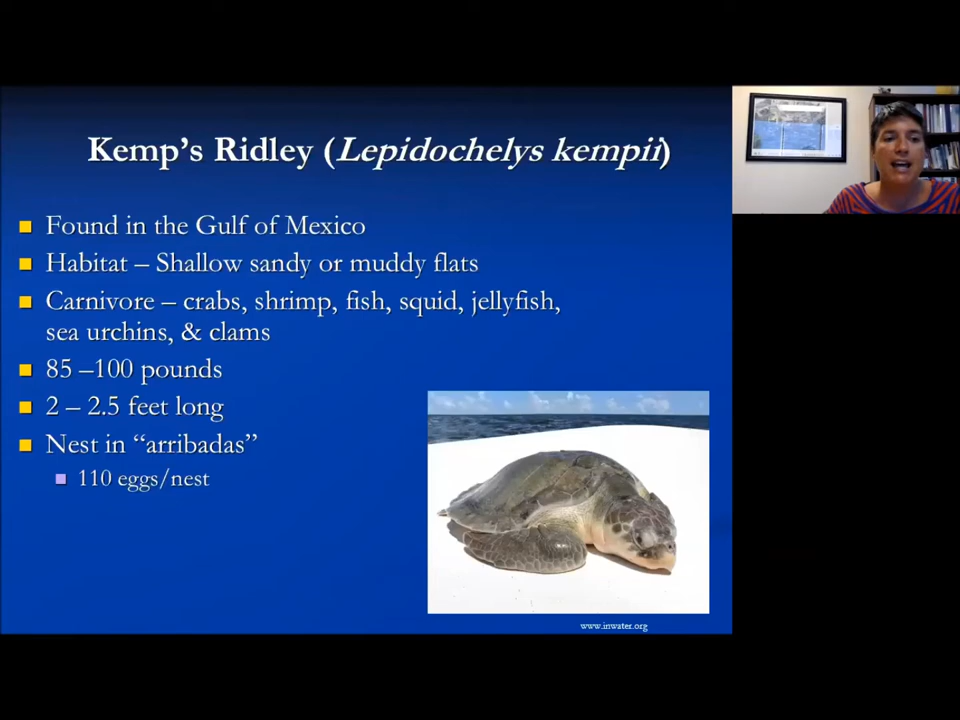 Kemp’s Ridley (Lepidochelys kempii)
Found in the Gulf of Mexico
Habitat – Shallow sandy or muddy flats
Carnivore – crabs, shrimp, fish, squid, jellyfish,
sea urchins, & clams
85 –100 pounds
2 – 2.5 feet long
Nest in “arribadas”
110 eggs/nest
www.inwater.org